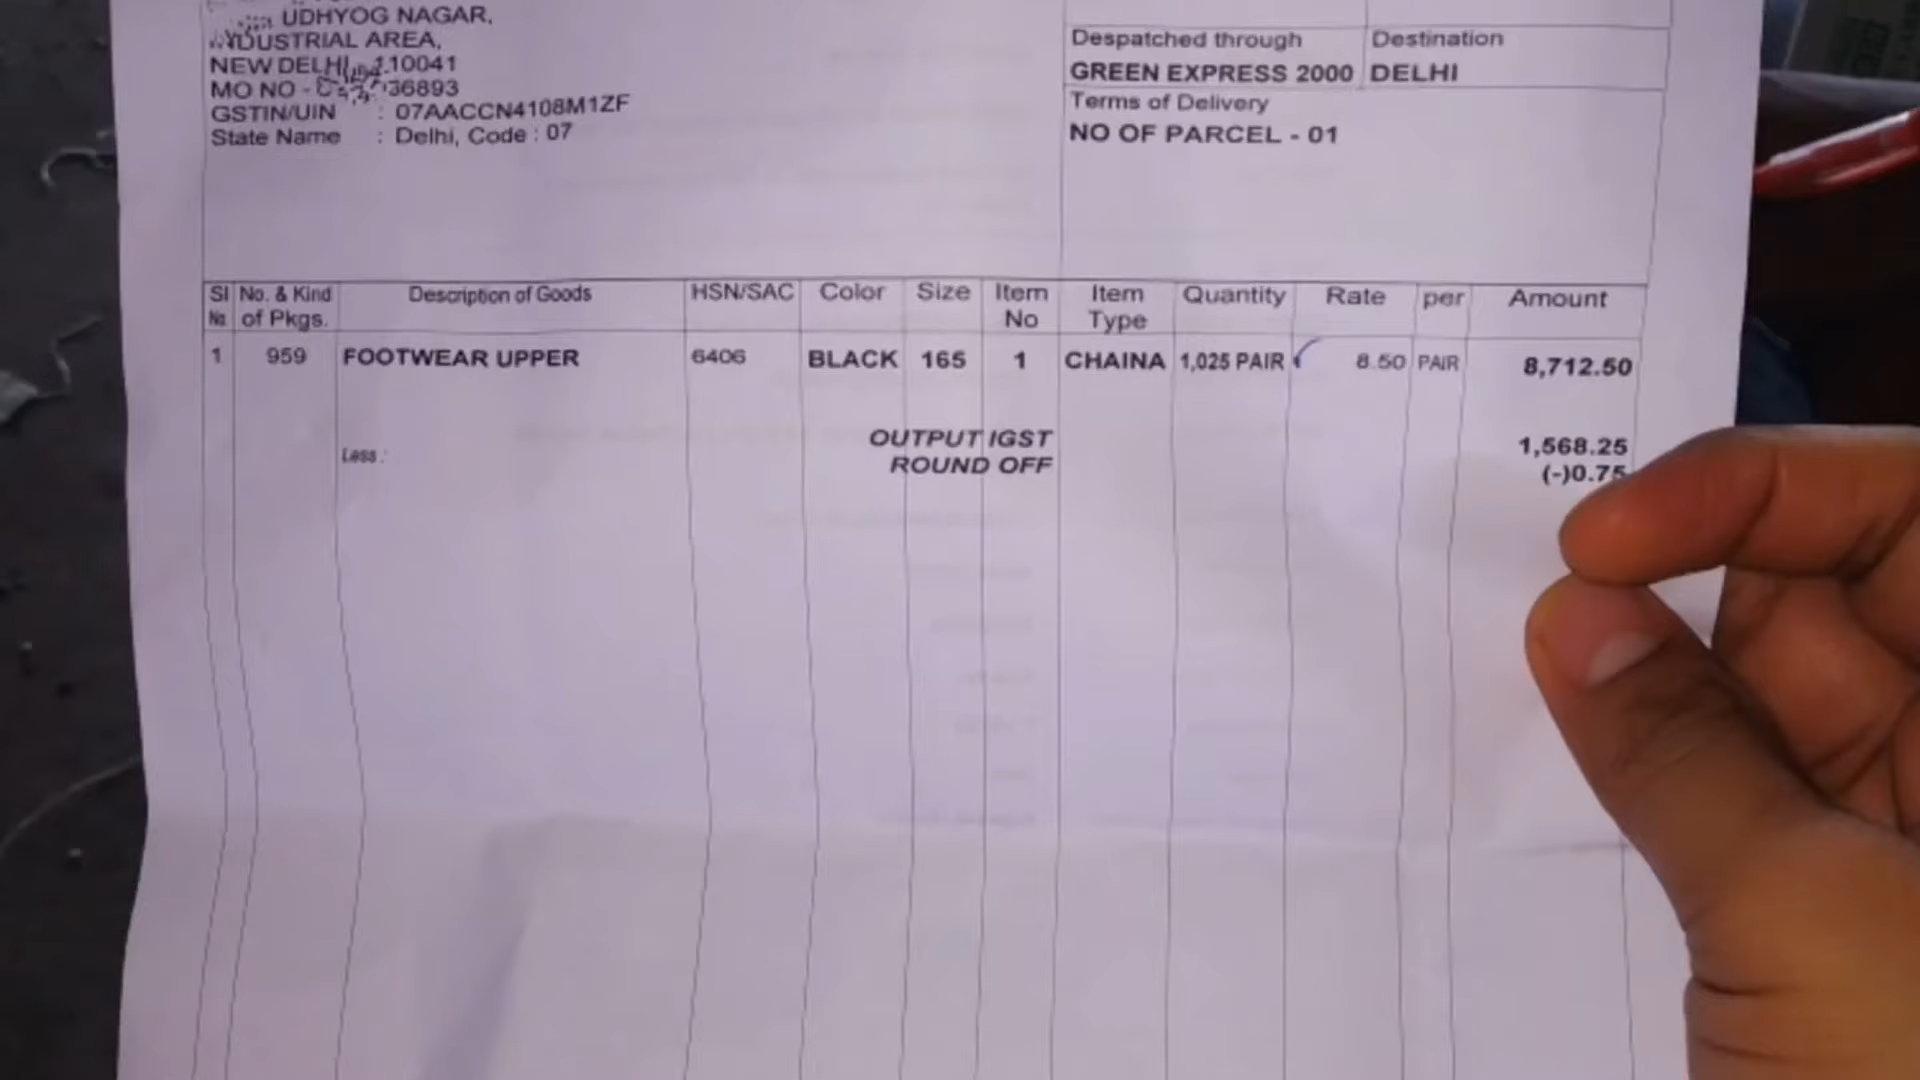 UDHYOG NAGAR,
INDUSTRIAL AREA,
NEW DELHI 110041
MO NO - 36893
GSTIN/UIN : 07AACCN4108M1ZF
State Name : Delhi, Code : 07
Despatched through
GREEN EXPRESS 2000
Destination
DELHI
Terms of Delivery
NO OF PARCEL - 01
Sl No. No. & Kind of Pkgs. Description of Goods HSN/SAC Color Size Item No Item Type Quantity Rate per Amount
1 959 FOOTWEAR UPPER 6406 BLACK 165 1 CHAINA 1,025 PAIR 8.50 PAIR 8,712.50
OUTPUT IGST 1,568.25
Less : ROUND OFF (-)0.75